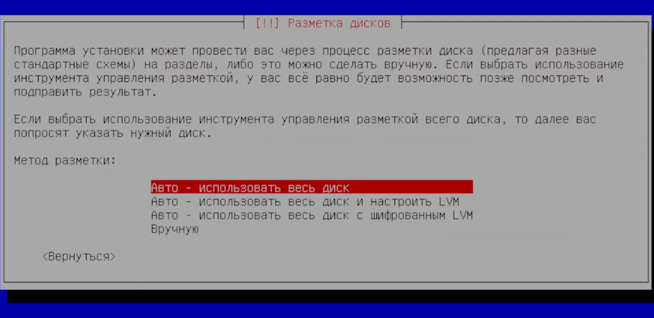 [!!] Разметка дисков
Программа установки может провести вас через процесс разметки диска (предлагая разные
стандартные схемы) на разделы, либо это можно сделать вручную. Если выбрать использование
инструмента управления разметкой, у вас всё равно будет возможность позже посмотреть и
подправить результат.
Если выбрать использование инструмента управления разметкой всего диска, то далее вас
попросят указать нужный диск.
Метод разметки:
Авто - использовать весь диск
Авто - использовать весь диск и настроить LVM
Авто - использовать весь диск с шифрованным LVM
Вручную
<Вернуться>